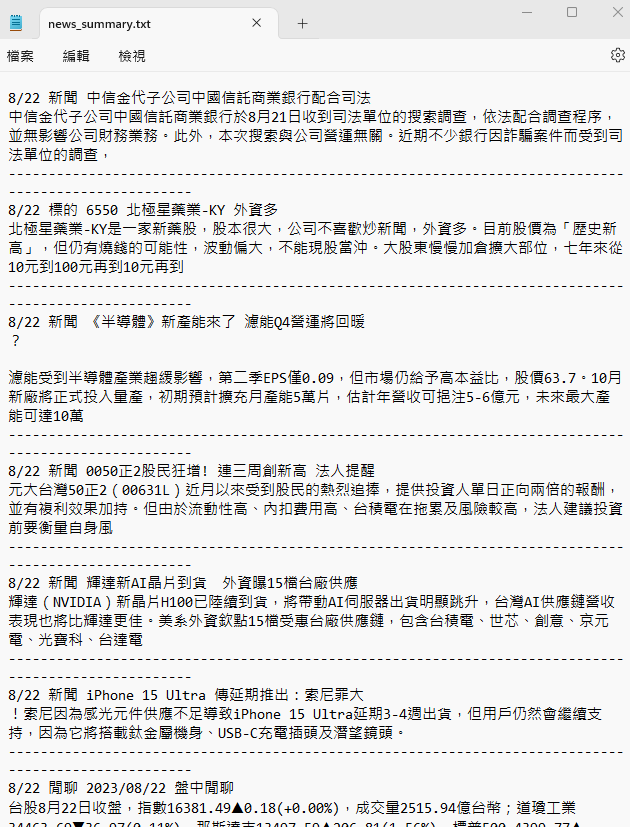 news_summary.txt
檔案 編輯 檢視
8/22 新聞 中信金代子公司中國信託商業銀行配合司法
中信金代子公司中國信託商業銀行於8月21日收到司法單位的搜索調查，依法配合調查程序，
並無影響公司財務業務。此外，本次搜索與公司營運無關。近期不少銀行因詐騙案件而受到司
法單位的調查，
--------------------------------------------------------------------------------
------------------------
8/22 標的 6550 北極星藥業-KY 外資多
北極星藥業-KY是一家新藥股，股本很大，公司不喜歡炒新聞，外資多。目前股價為「歷史新
高」，但仍有燒錢的可能性，波動偏大，不能現股當沖。大股東慢慢加倉擴大部位，七年來從
10元到100元再到10元再到
--------------------------------------------------------------------------------
------------------------
8/22 新聞 《半導體》新產能來了 濾能Q4營運將回暖
？
濾能受到半導體產業趨緩影響，第二季EPS僅0.09，但市場仍給予高本益比，股價63.7。10月
新廠將正式投入量產，初期預計擴充月產能5萬片，估計年營收可挹注5-6億元，未來最大產
能可達10萬
--------------------------------------------------------------------------------
------------------------
8/22 新聞 0050正2股民狂增! 連三周創新高 法人提醒
元大台灣50正2（00631L）近月以來受到股民的熱烈追捧，提供投資人單日正向兩倍的報酬，
並有複利效果加持。但由於流動性高、內扣費用高、台積電在拖累及風險較高，法人建議投資
前要衡量自身風
--------------------------------------------------------------------------------
------------------------
8/22 新聞 輝達新AI晶片到貨  外資曝15檔台廠供應
輝達（NVIDIA）新晶片H100已陸續到貨，將帶動AI伺服器出貨明顯跳升，台灣AI供應鏈營收
表現也將比輝達更佳。美系外資欽點15檔受惠台廠供應鏈，包含台積電、世芯、創意、京元
電、光寶科、台達電
--------------------------------------------------------------------------------
------------------------
8/22 新聞 iPhone 15 Ultra 傳延期推出：索尼罪大
！索尼因為感光元件供應不足導致iPhone 15 Ultra延期3-4週出貨，但用戶仍然會繼續支
持，因為它將搭載鈦金屬機身、USB-C充電插頭及潛望鏡頭。
--------------------------------------------------------------------------------
------------------------
8/22 閒聊 2023/08/22 盤中閒聊
台股8月22日收盤，指數16381.49▲0.18(+0.00%)，成交量2515.94億台幣；道瓊工業
34463.69▼36.97(0.11%)，那斯達克13497.59▲206.81(1.56%)，標普500 4399.77▲